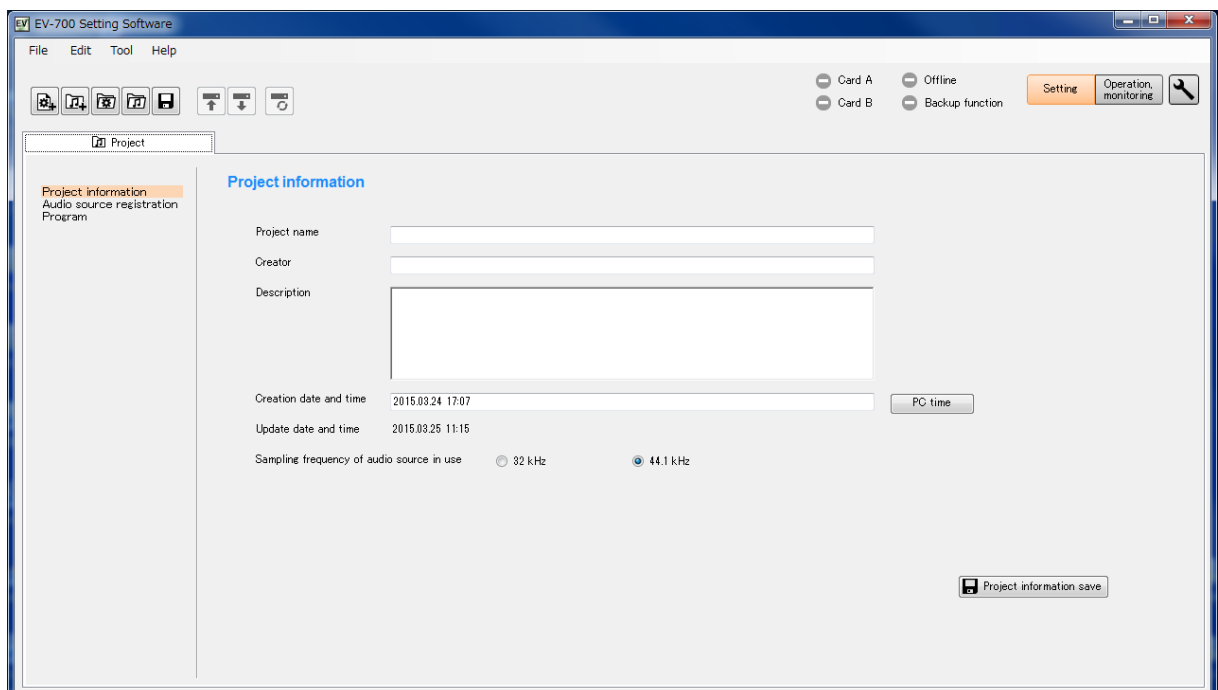 EV EV-700 Setting Software
File Edit Tool Help
Card A Offline
Card B Backup function
Setting
Operation,
monitoring
Project
Project information
Audio source registration
Program
Project information
Project name
Creator
Description
Creation date and time 2015.03.24 17:07 PC time
Update date and time 2015.03.25 11:15
Sampling frequency of audio source in use 32 kHz 44.1 kHz
Project information save